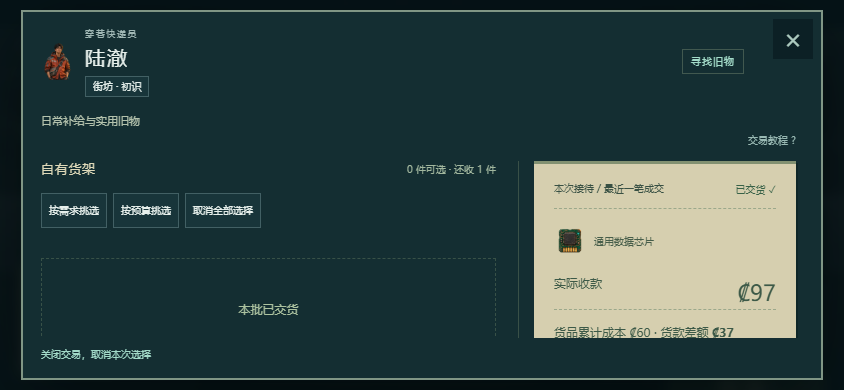 穿巷快递员
陆澈
街坊 · 初识
寻找旧物
日常补给与实用旧物
交易教程 ?
自有货架
0 件可选 · 还收 1 件
按需求挑选
按预算挑选
取消全部选择
本批已交货
关闭交易，取消本次选择
本次接待 / 最近一笔成交
已交货 ✓
通用数据芯片
实际收款
₡97
货品累计成本 ₡60 · 货款差额 ₡37